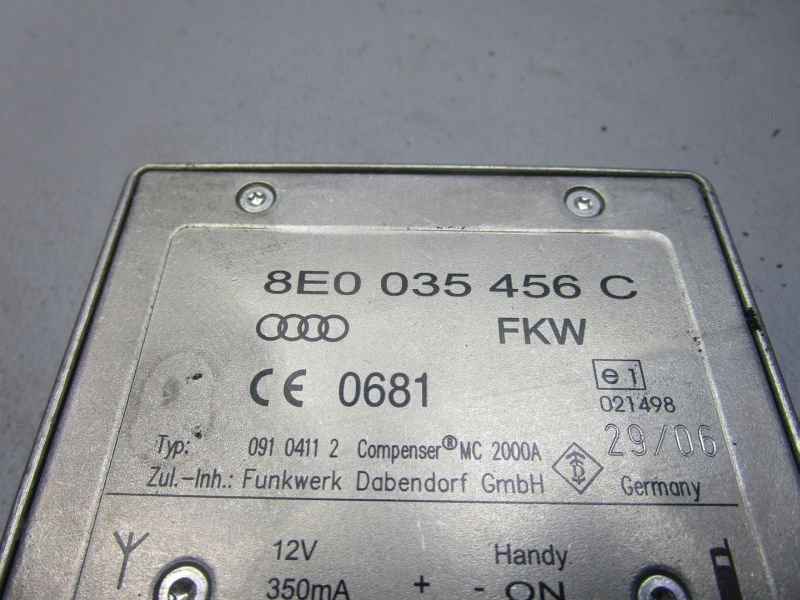 8E0 035 456 C
FKW
CE 0681
e1
021498
29/06
Typ: 091 0411 2 Compenser® MC 2000A
Zul.-Inh.: Funkwerk Dabendorf GmbH Germany
12V Handy
350mA + - ON